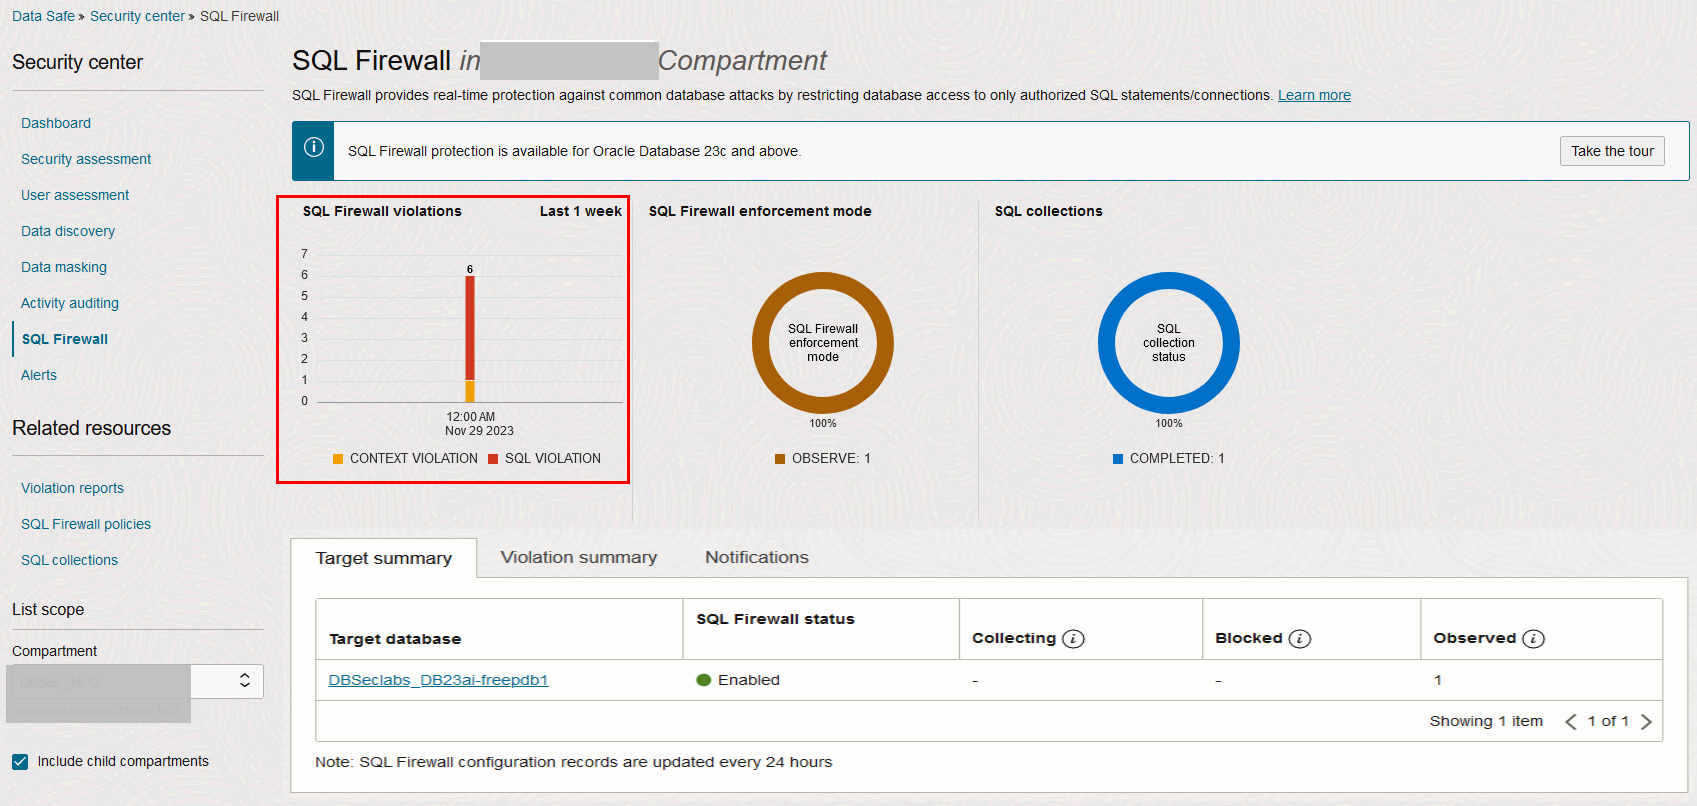 Data Safe » Security center » SQL Firewall
Security center
Dashboard
Security assessment
User assessment
Data discovery
Data masking
Activity auditing
SQL Firewall
Alerts
Related resources
Violation reports
SQL Firewall policies
SQL collections
List scope
Compartment
DBSec_HLO
Include child compartments
SQL Firewall in Compartment
SQL Firewall provides real-time protection against common database attacks by restricting database access to only authorized SQL statements/connections. Learn more
SQL Firewall protection is available for Oracle Database 23c and above.
Take the tour
SQL Firewall violations Last 1 week
7
6
5
4
3
2
1
0
6
12:00 AM
Nov 29 2023
CONTEXT VIOLATION SQL VIOLATION
SQL Firewall enforcement mode
SQL Firewall
enforcement
mode
100%
OBSERVE: 1
SQL collections
SQL
collection
status
100%
COMPLETED: 1
Target summary Violation summary Notifications
Target database SQL Firewall status Collecting Blocked Observed
DBSeclabs_DB23ai-freepdb1 Enabled - - 1
Showing 1 item < 1 of 1 >
Note: SQL Firewall configuration records are updated every 24 hours